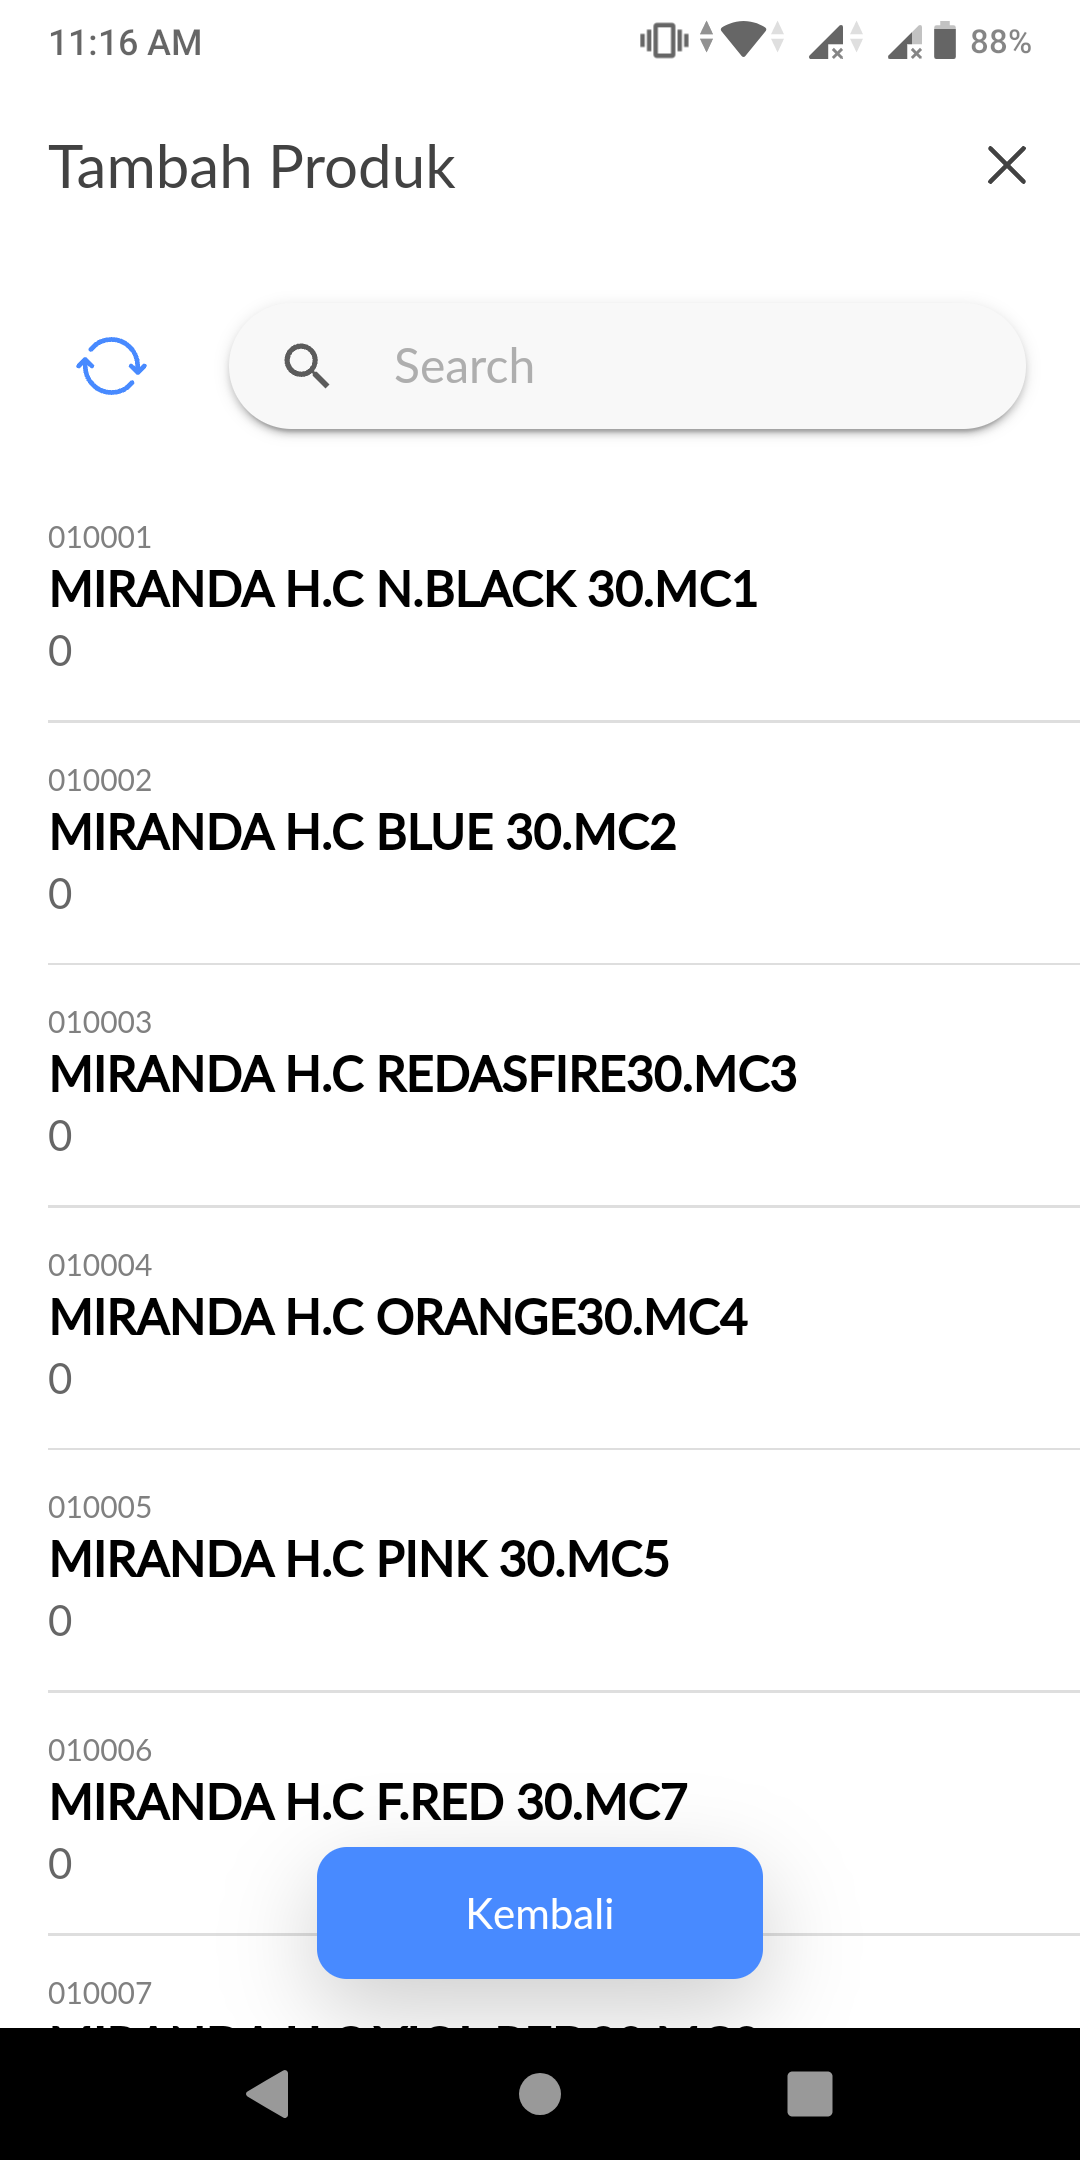 11:16 AM
88%
Tambah Produk
Search
010001
MIRANDA H.C N.BLACK 30.MC1
0
010002
MIRANDA H.C BLUE 30.MC2
0
010003
MIRANDA H.C REDASFIRE30.MC3
0
010004
MIRANDA H.C ORANGE30.MC4
0
010005
MIRANDA H.C PINK 30.MC5
0
010006
MIRANDA H.C F.RED 30.MC7
0
Kembali
010007